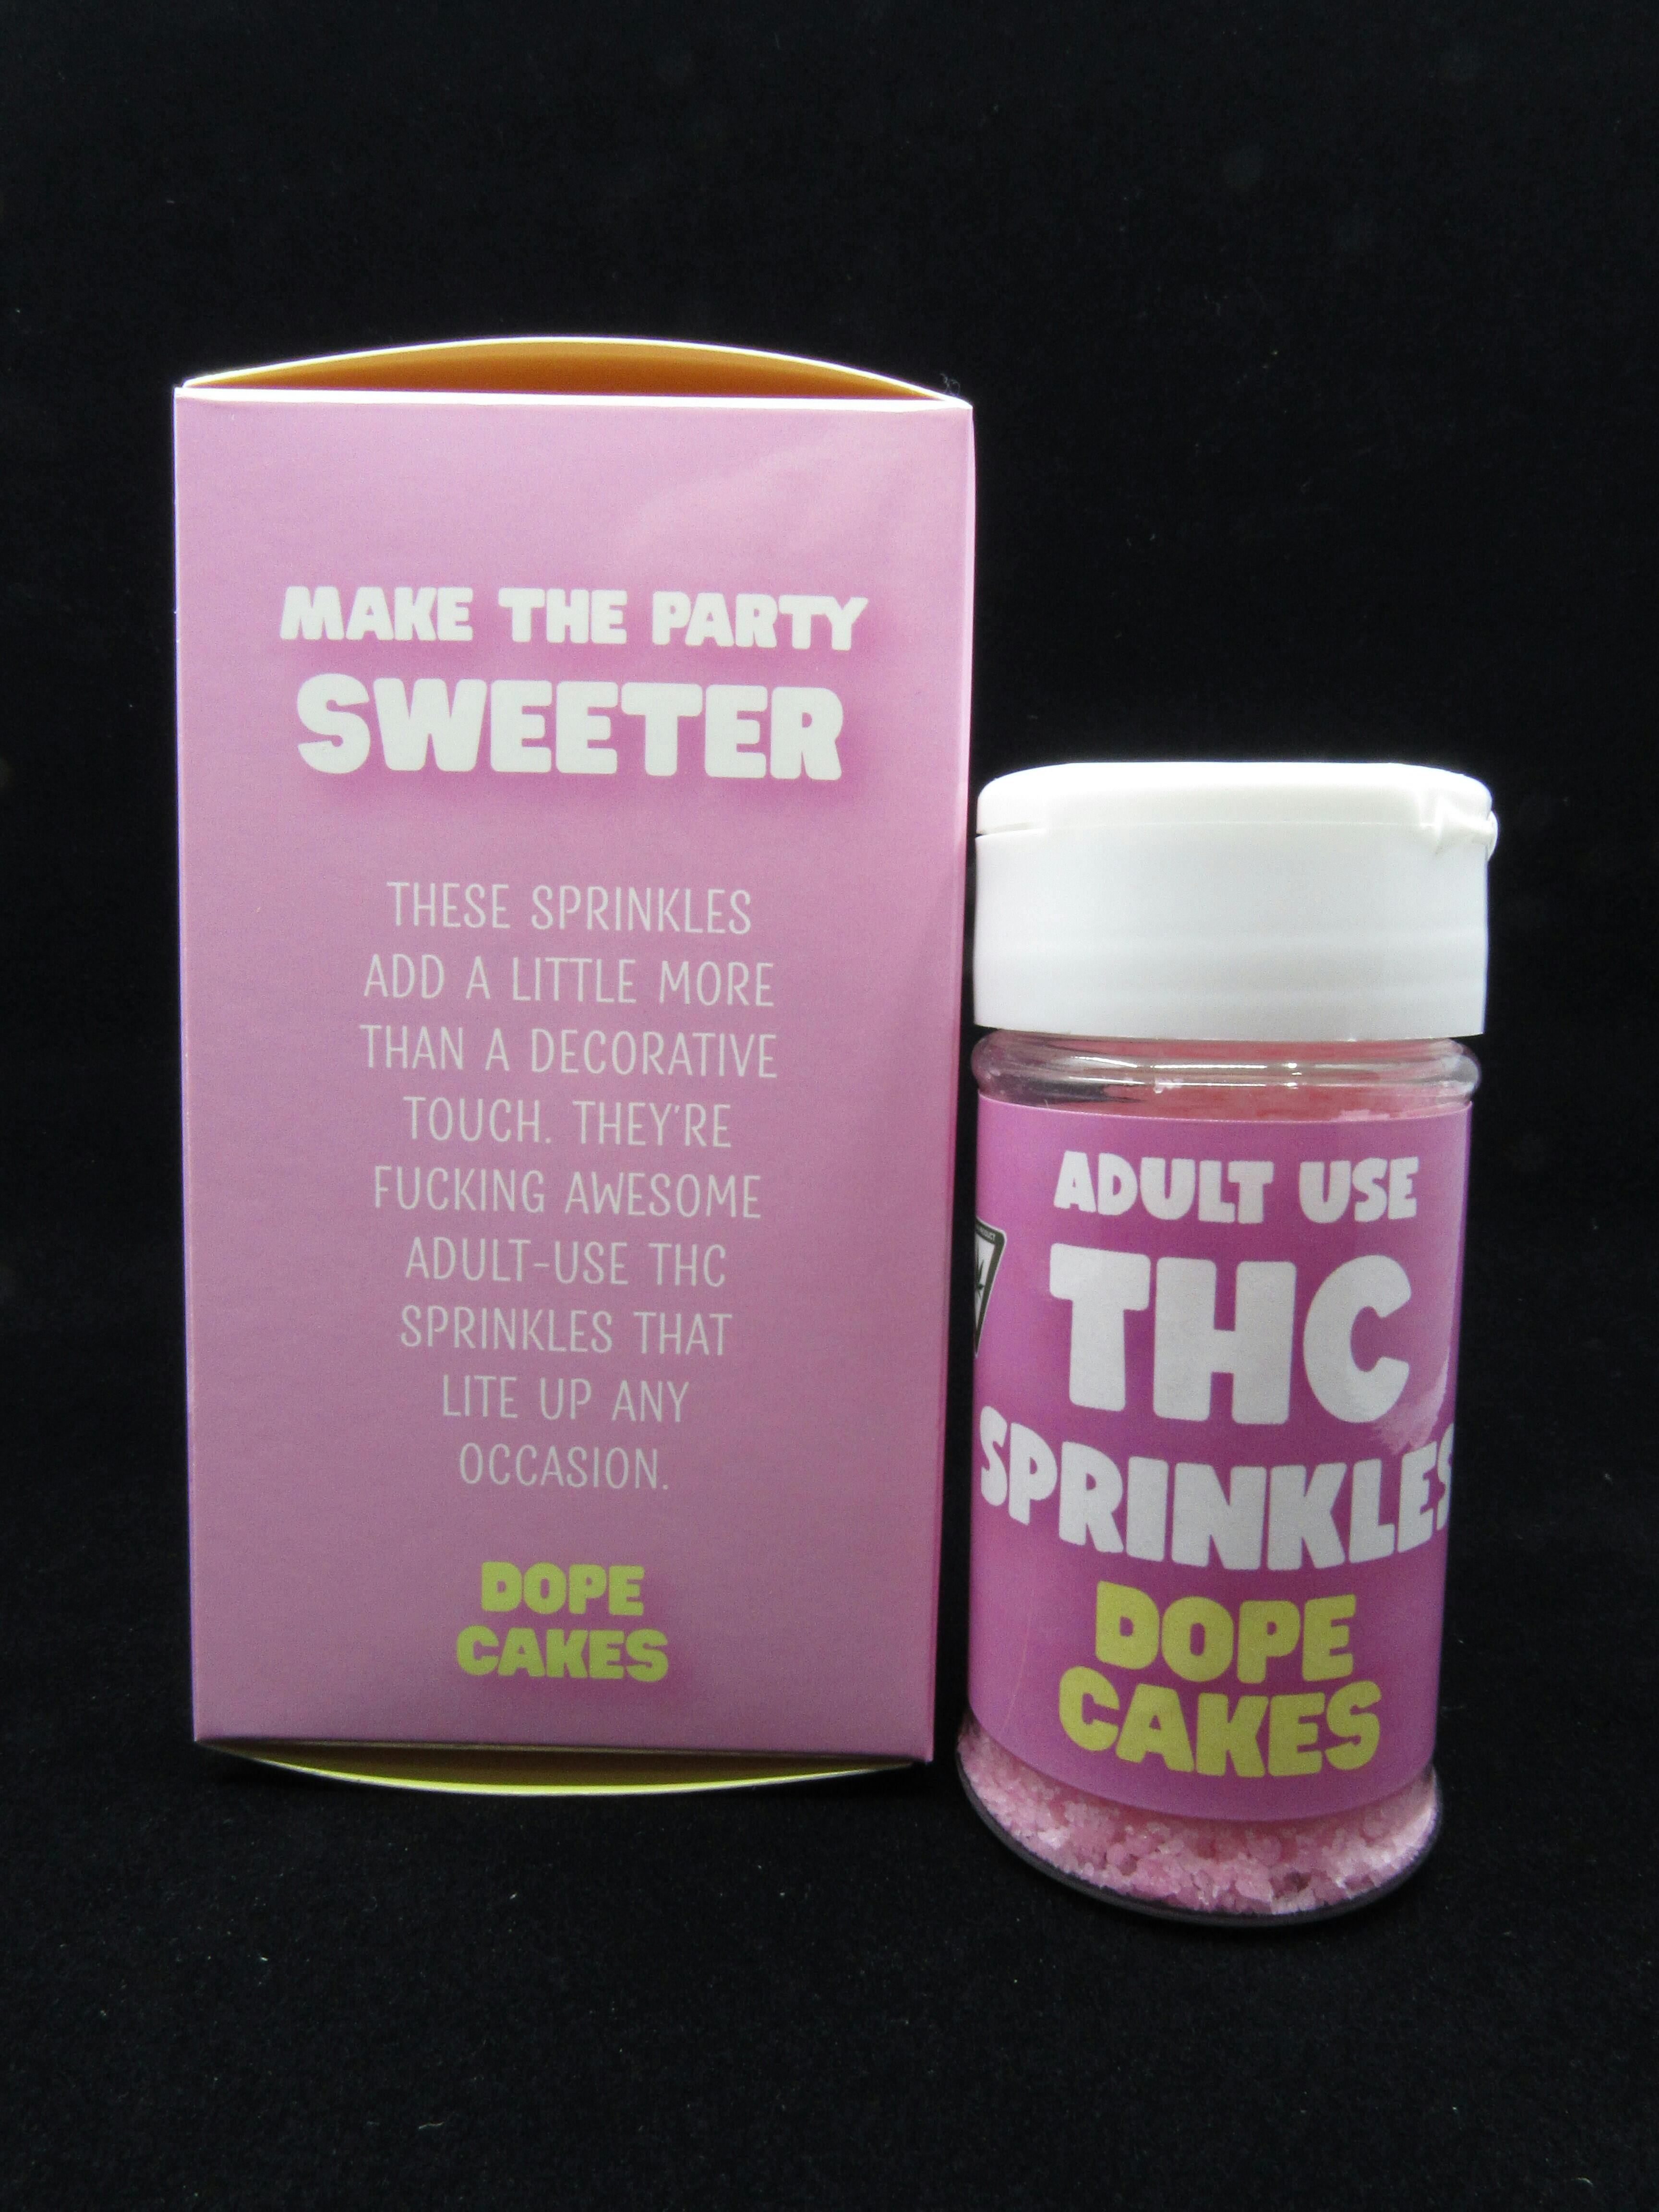 MAKE THE PARTY
SWEETER
THESE SPRINKLES
ADD A LITTLE MORE
THAN A DECORATIVE
TOUCH. THEY'RE
FUCKING AWESOME
ADULT-USE THC
SPRINKLES THAT
LITE UP ANY
OCCASION.
DOPE
CAKES
ADULT USE
THC
SPRINKLES
DOPE
CAKES